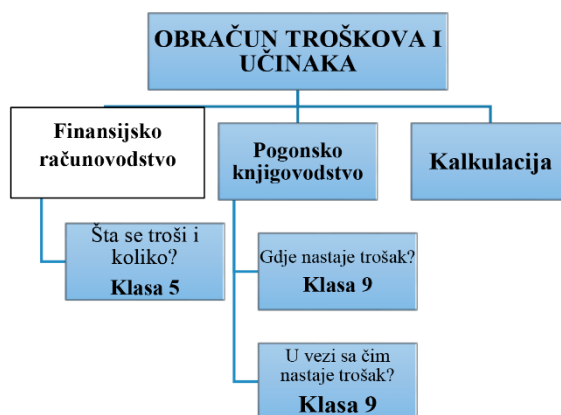 OBRAČUN TROŠKOVA I
UČINAKA
Finansijsko
računovodstvo
Pogonsko
knjigovodstvo
Kalkulacija
Šta se troši i
koliko?
Klasa 5
Gdje nastaje trošak?
Klasa 9
U vezi sa čim
nastaje trošak?
Klasa 9